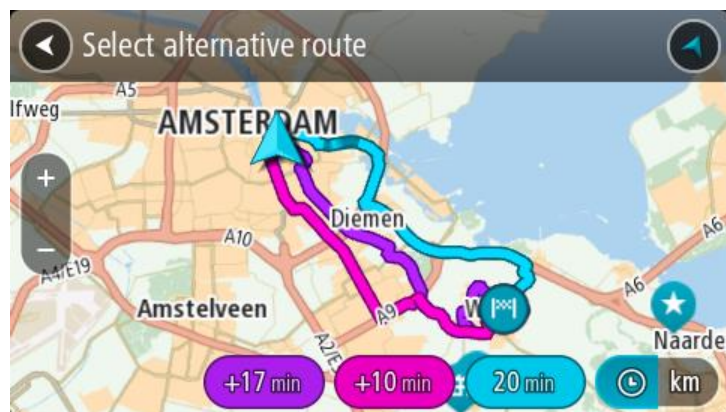 Select alternative route
A5
lfweg
AMSTERDAM
+
Diemen
A10
A6
–
A4/E19
A6
Amstelveen
A9
W
Naarde
A2/E
+17 min
+10 min
20 min
km